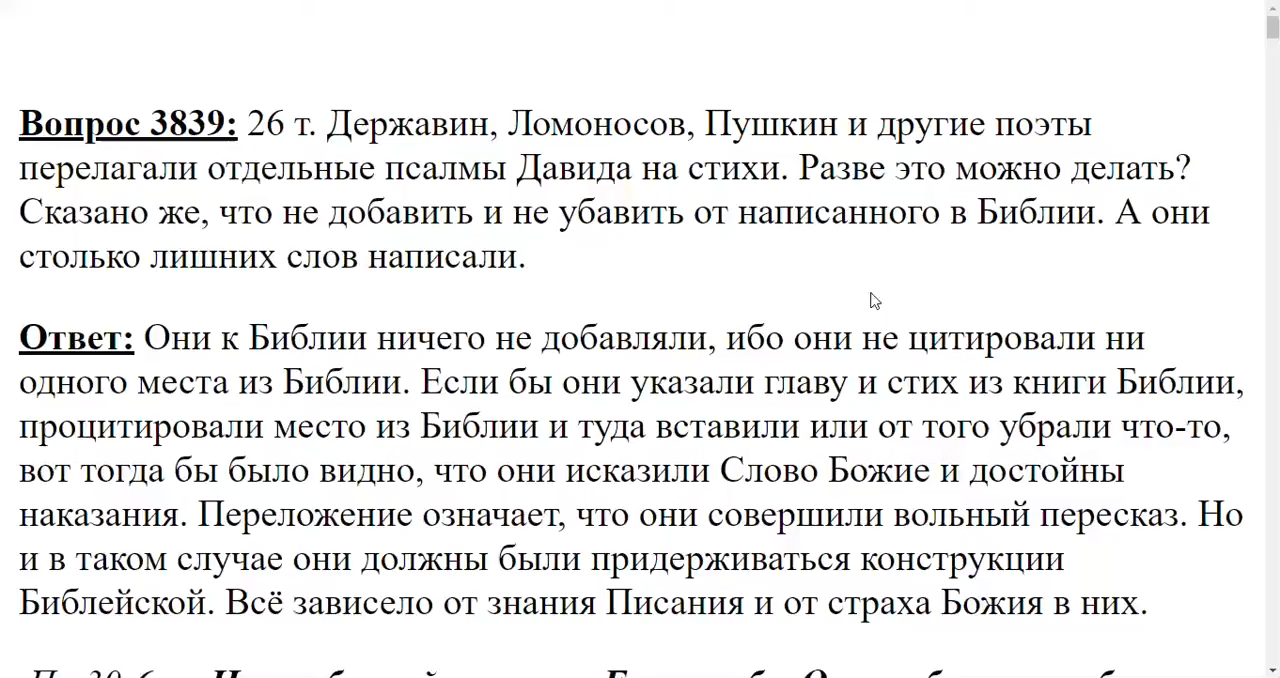 Вопрос 3839: 26 т. Державин, Ломоносов, Пушкин и другие поэты
перелагали отдельные псалмы Давида на стихи. Разве это можно делать?
Сказано же, что не добавить и не убавить от написанного в Библии. А они
столько лишних слов написали.
Ответ: Они к Библии ничего не добавляли, ибо они не цитировали ни
одного места из Библии. Если бы они указали главу и стих из книги Библии,
процитировали место из Библии и туда вставили или от того убрали что-то,
вот тогда бы было видно, что они исказили Слово Божие и достойны
наказания. Переложение означает, что они совершили вольный пересказ. Но
и в таком случае они должны были придерживаться конструкции
Библейской. Всё зависело от знания Писания и от страха Божия в них.